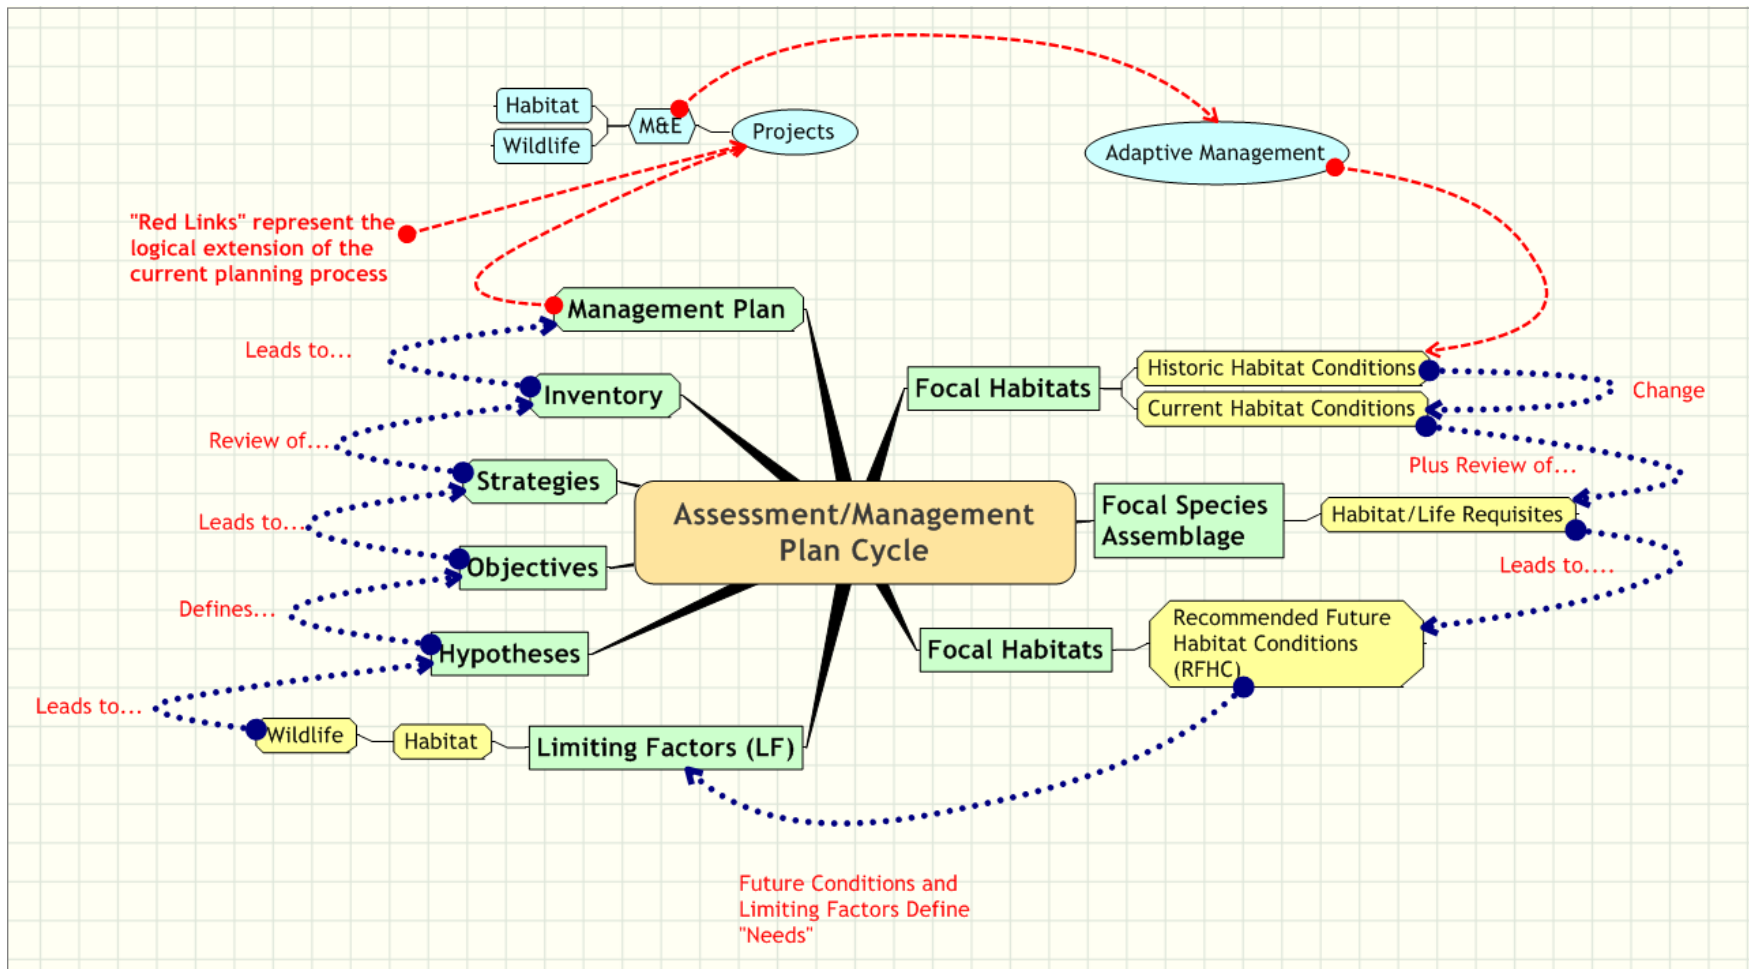 Habitat
Wildlife
M&E
Projects
Adaptive Management
"Red Links" represent the
logical extension of the
current planning process
Management Plan
Leads to...
Inventory
Review of...
Strategies
Leads to...
Objectives
Defines...
Hypotheses
Leads to...
Wildlife
Habitat
Limiting Factors (LF)
Assessment/Management
Plan Cycle
Focal Habitats
Historic Habitat Conditions
Current Habitat Conditions
Change
Plus Review of...
Focal Species
Assemblage
Habitat/Life Requisites
Leads to....
Focal Habitats
Recommended Future
Habitat Conditions
(RFHC)
Future Conditions and
Limiting Factors Define
"Needs"